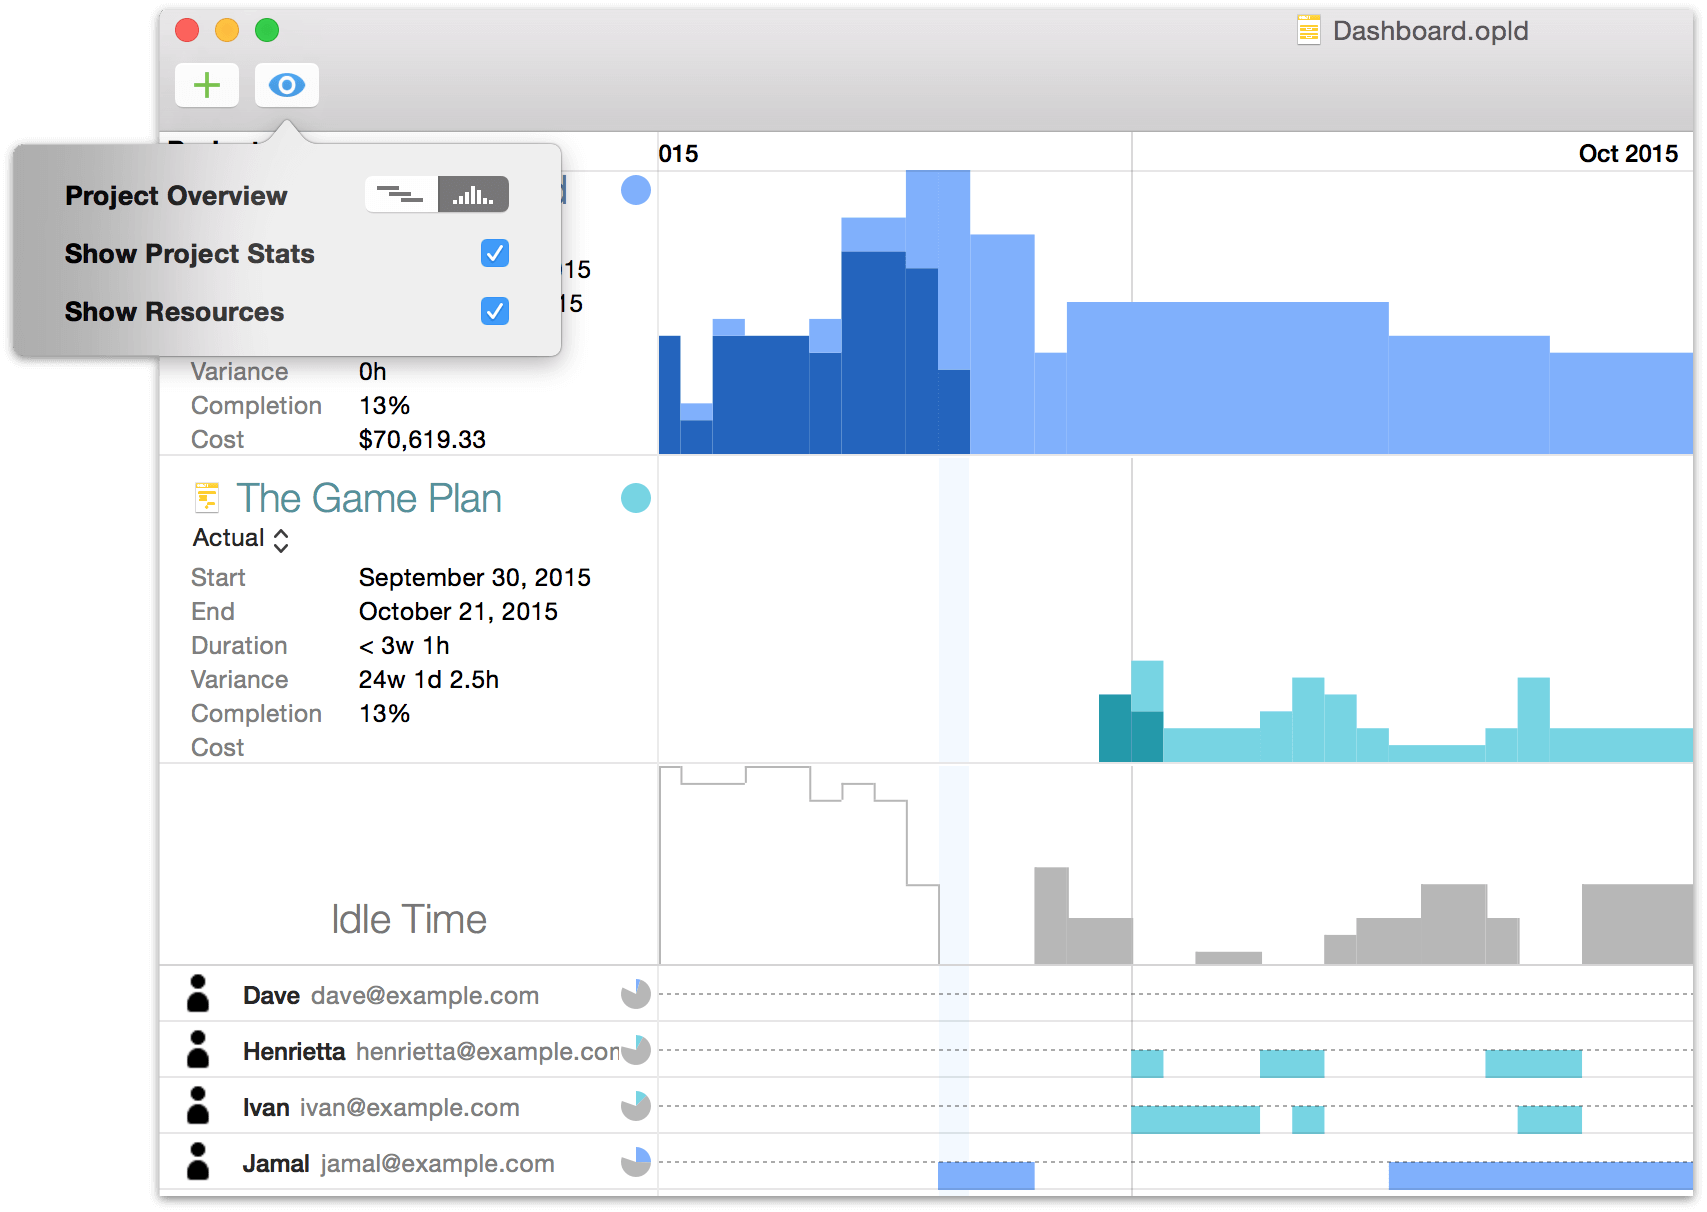 Dashboard.opld
015 Oct 2015
Project Overview
Show Project Stats
Show Resources
15
15
Variance 0h
Completion 13%
Cost $70,619.33
The Game Plan
Actual
Start September 30, 2015
End October 21, 2015
Duration < 3w 1h
Variance 24w 1d 2.5h
Completion 13%
Cost
Idle Time
Dave dave@example.com
Henrietta henrietta@example.con
Ivan ivan@example.com
Jamal jamal@example.com